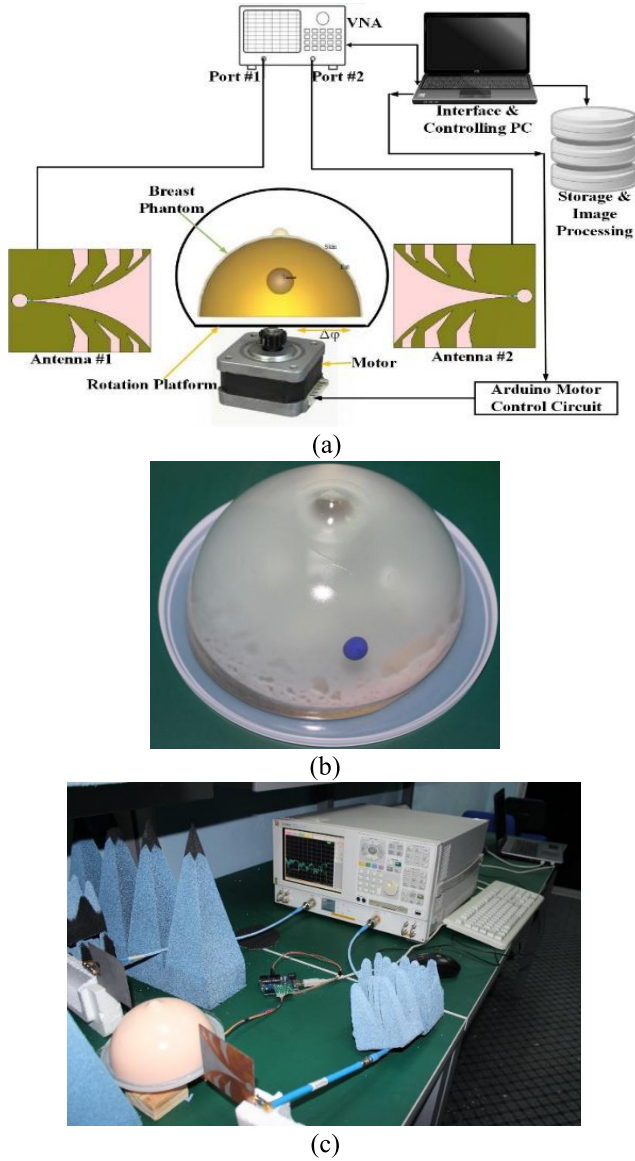 VNA
Port #1
Port #2
Interface &
Controlling PC
Breast
Phantom
Storage &
Image
Processing
Skin
Fat
Δφ
Antenna #1
Antenna #2
Motor
Rotation Platform
Arduino Motor
Control Circuit
(a)
(b)
(c)